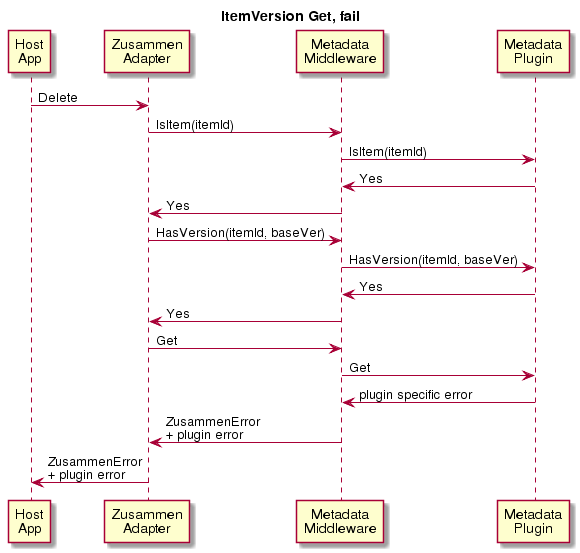 ItemVersion Get, fail
Host
App
Zusammen
Adapter
Metadata
Middleware
Metadata
Plugin
Delete
IsItem(itemId)
IsItem(itemId)
Yes
Yes
HasVersion(itemId, baseVer)
HasVersion(itemId, baseVer)
Yes
Yes
Get
Get
plugin specific error
ZusammenError
+ plugin error
ZusammenError
+ plugin error
Host
App
Zusammen
Adapter
Metadata
Middleware
Metadata
Plugin